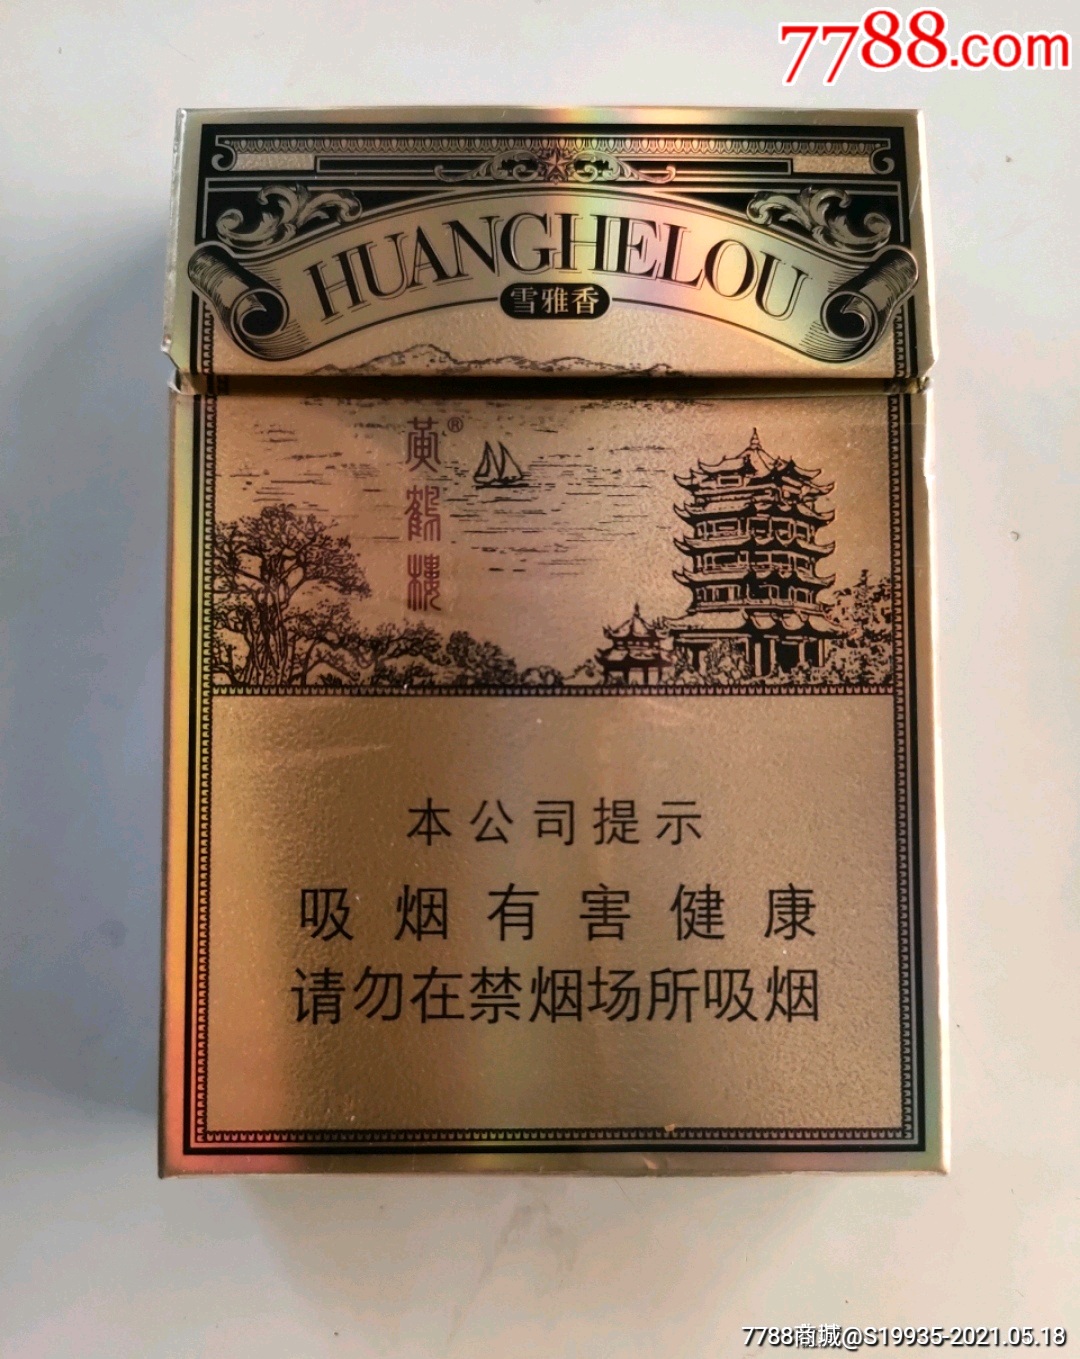 7788.com
HUANGHELOU
雪雅香
黄鹤楼®
本公司提示
吸烟有害健康
请勿在禁烟场所吸烟
7788商城@S19935-2021.05.18